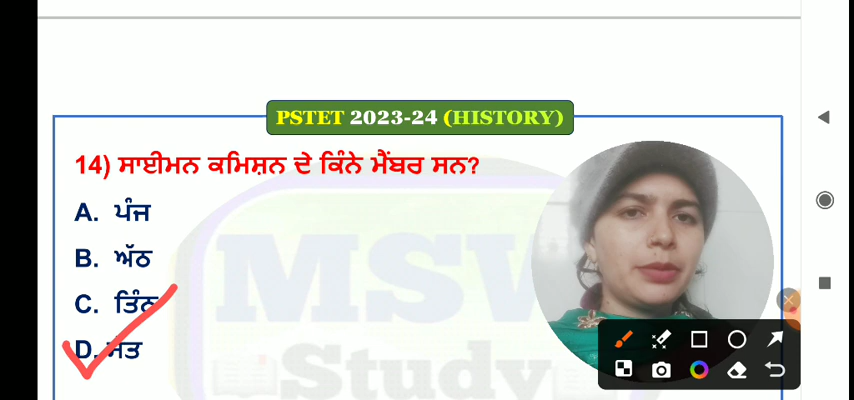 PSTET 2023-24 (HISTORY)
14) ਸਾਈਮਨ ਕਮਿਸ਼ਨ ਦੇ ਕਿੰਨੇ ਮੈਂਬਰ ਸਨ?
A. ਪੰਜ
B. ਅੱਠ
C. ਤਿੰਨ
D. ਸੱਤ
MSW
Study